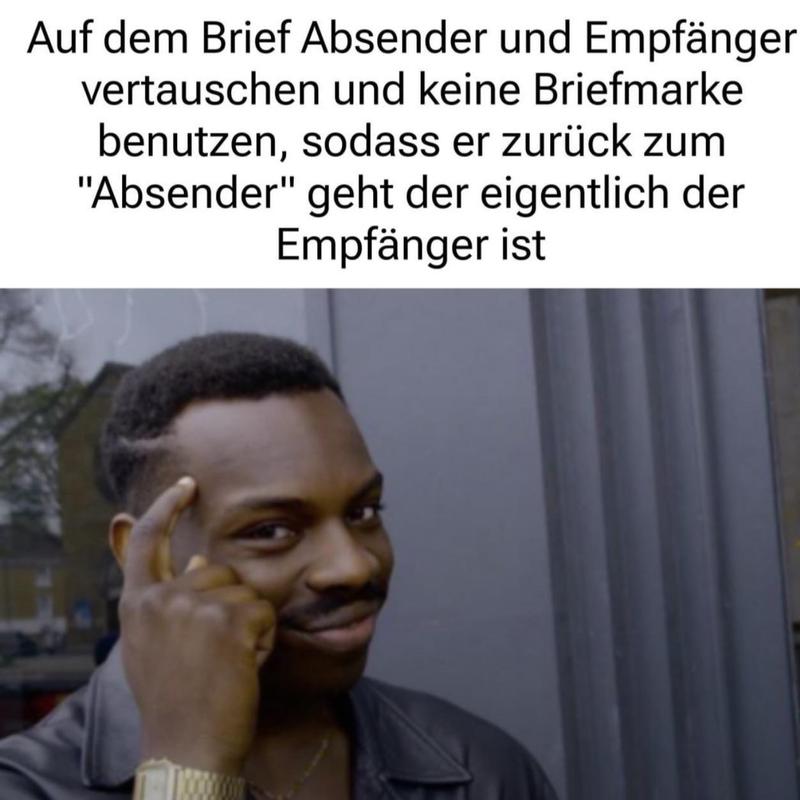 Auf dem Brief Absender und Empfänger
vertauschen und keine Briefmarke
benutzen, sodass er zurück zum
"Absender" geht der eigentlich der
Empfänger ist